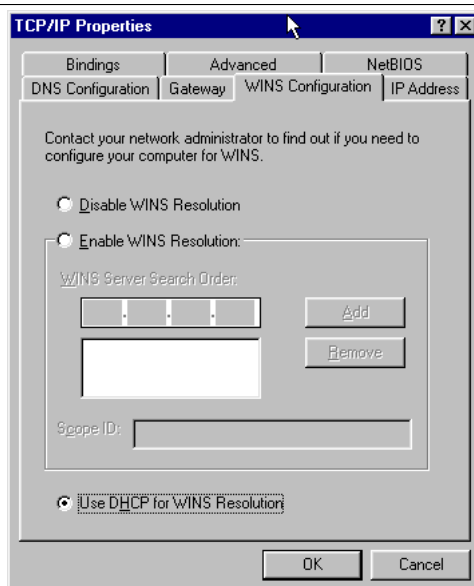 TCP/IP Properties
Bindings Advanced NetBIOS
DNS Configuration Gateway WINS Configuration IP Address
Contact your network administrator to find out if you need to
configure your computer for WINS.
Disable WINS Resolution
Enable WINS Resolution:
WINS Server Search Order:
Add
Remove
Scope ID:
Use DHCP for WINS Resolution
OK Cancel